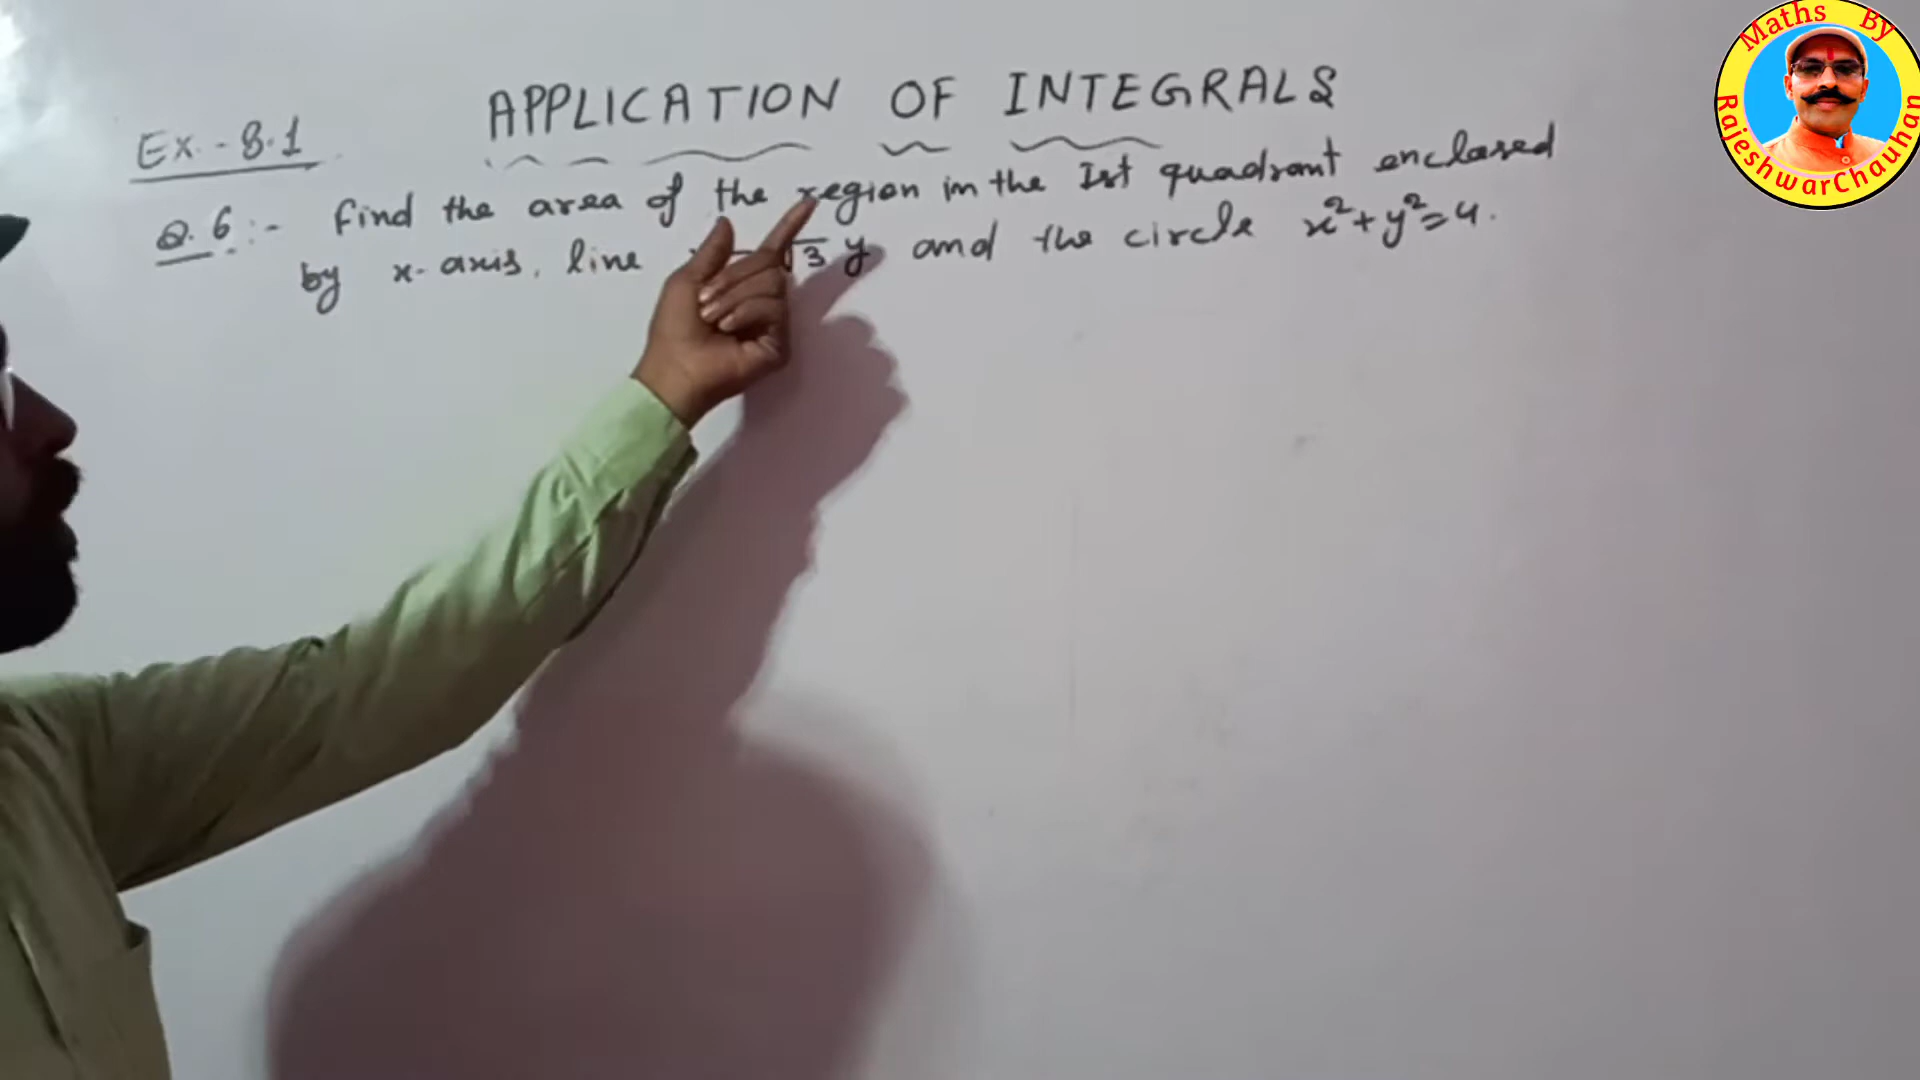 APPLICATION OF INTEGRALS
Ex. - 8.1
Q.6 :- Find the area of the region in the Ist quadrant enclosed
by x-axis, line √3 y and the circle x²+y²=4.
Maths By
RajeshwarChauhan